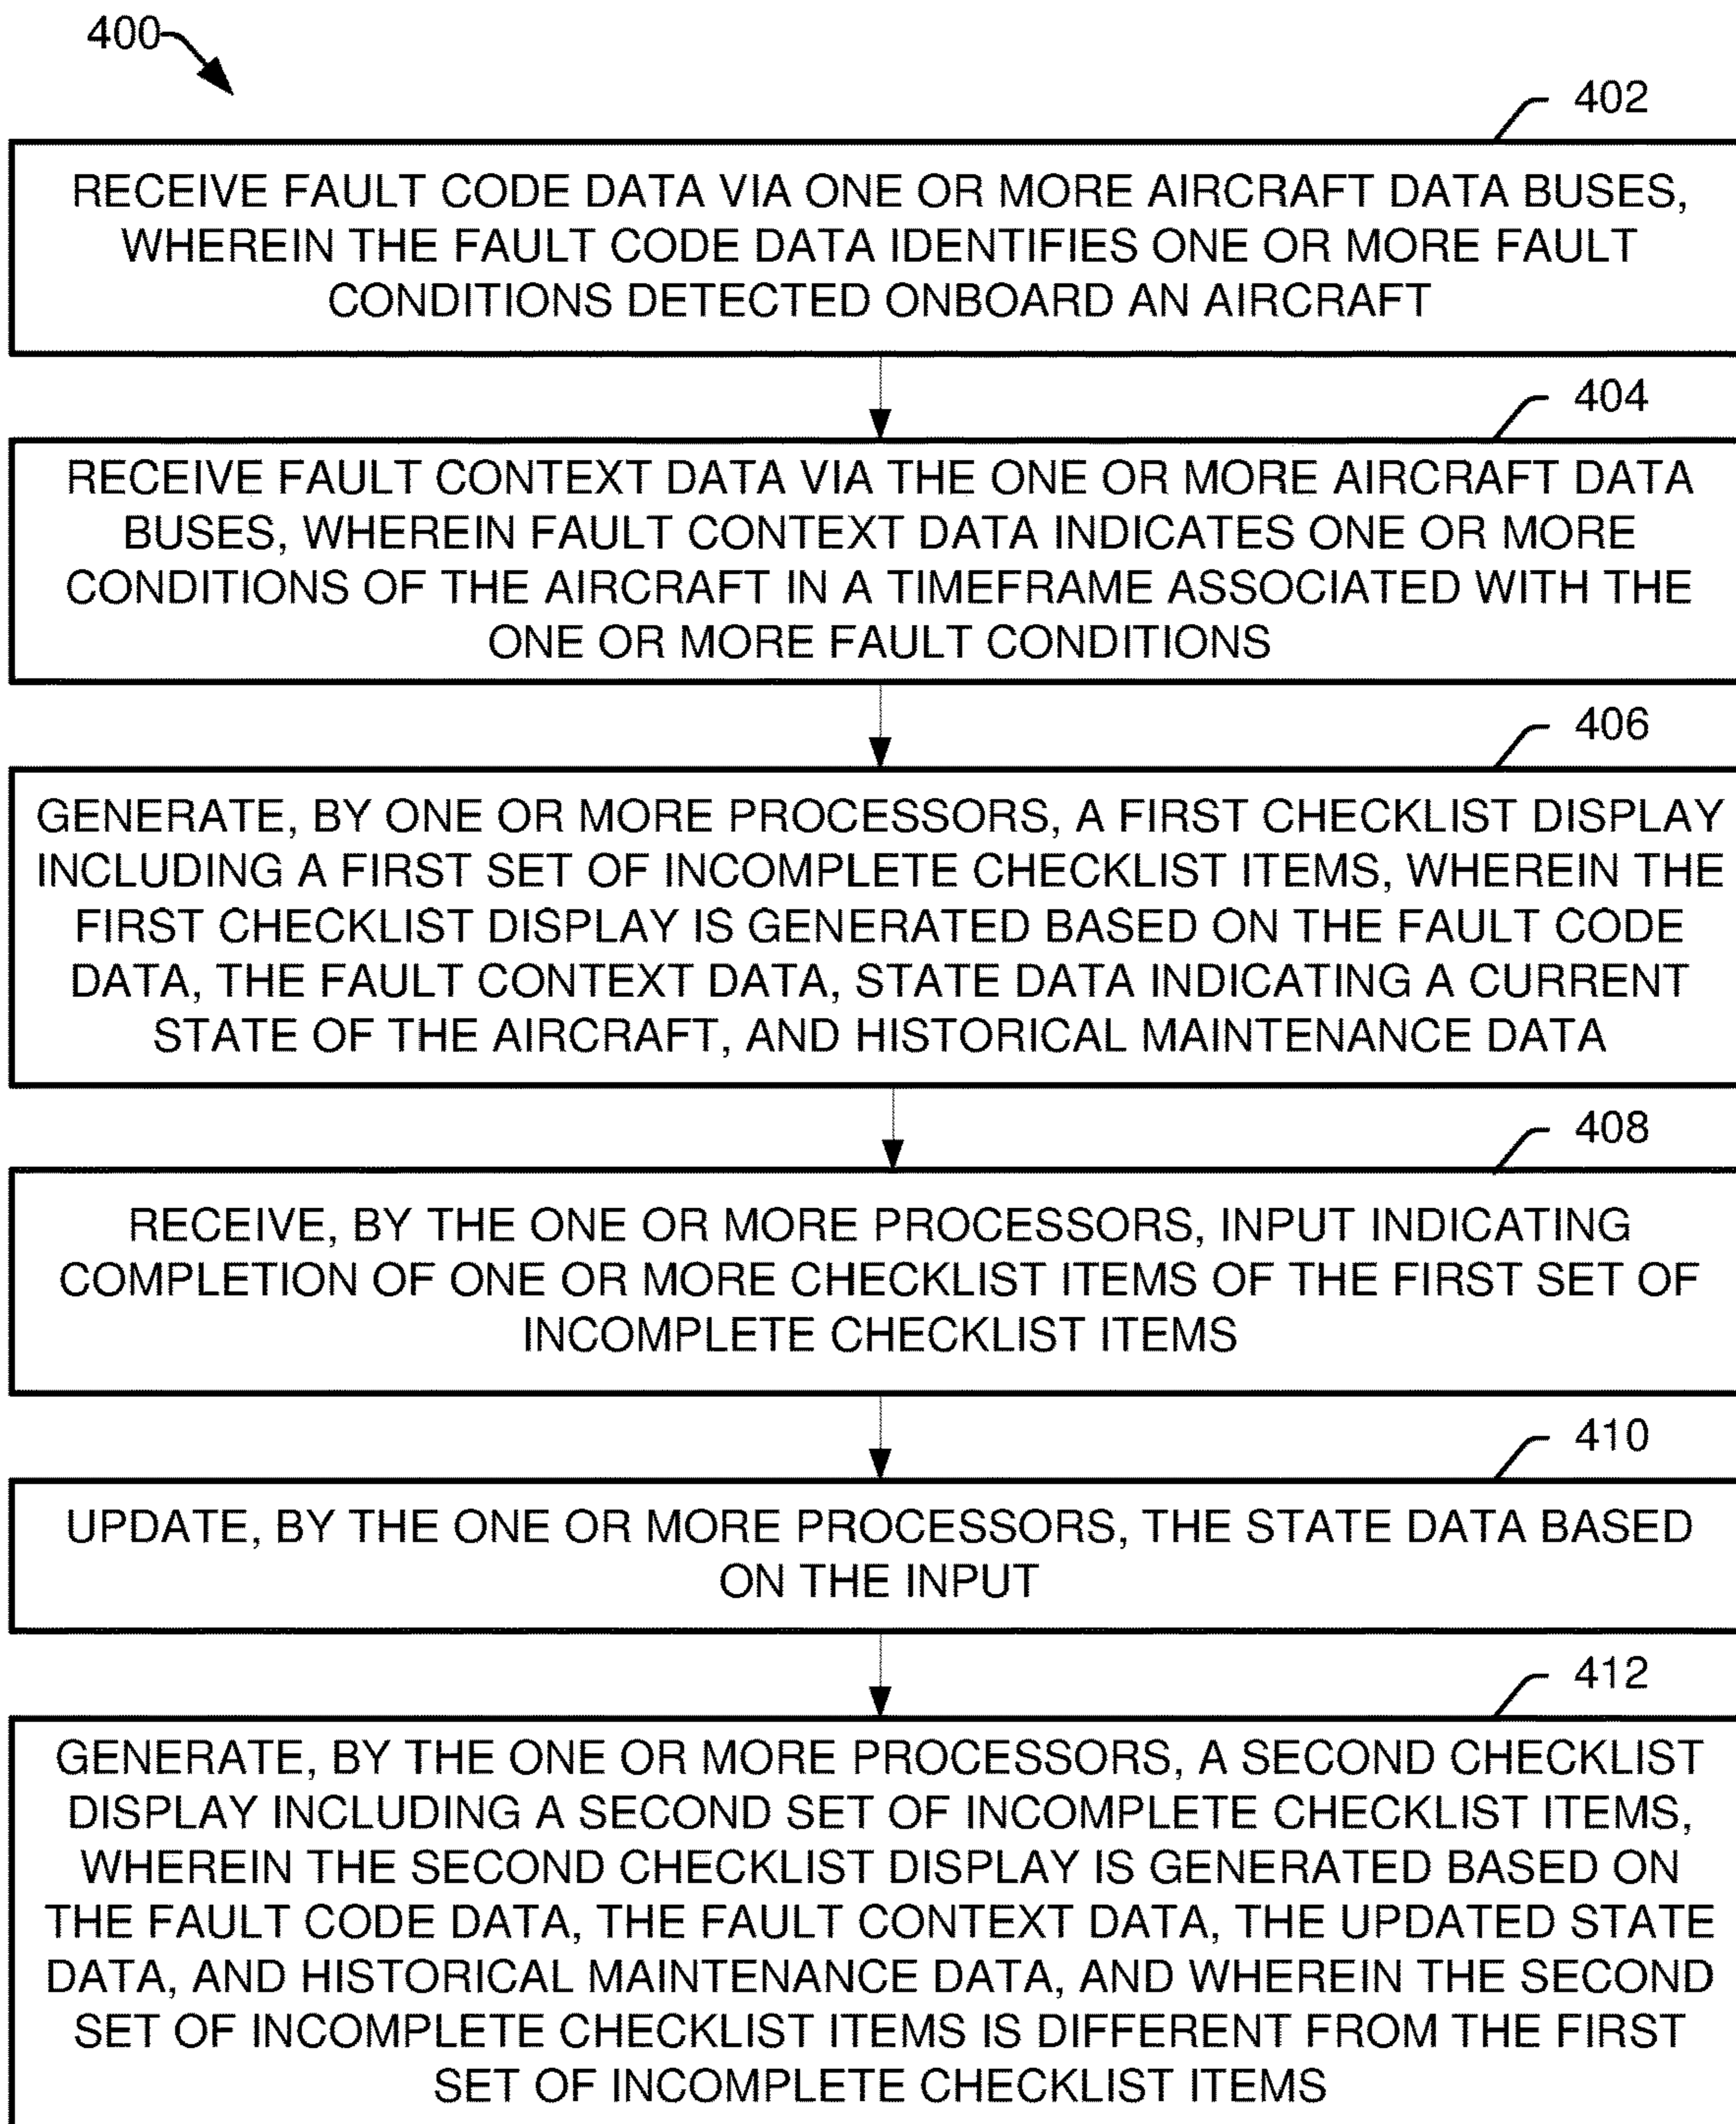 400
402
RECEIVE FAULT CODE DATA VIA ONE OR MORE AIRCRAFT DATA BUSES,
WHEREIN THE FAULT CODE DATA IDENTIFIES ONE OR MORE FAULT
CONDITIONS DETECTED ONBOARD AN AIRCRAFT
404
RECEIVE FAULT CONTEXT DATA VIA THE ONE OR MORE AIRCRAFT DATA
BUSES, WHEREIN FAULT CONTEXT DATA INDICATES ONE OR MORE
CONDITIONS OF THE AIRCRAFT IN A TIMEFRAME ASSOCIATED WITH THE
ONE OR MORE FAULT CONDITIONS
406
GENERATE, BY ONE OR MORE PROCESSORS, A FIRST CHECKLIST DISPLAY
INCLUDING A FIRST SET OF INCOMPLETE CHECKLIST ITEMS, WHEREIN THE
FIRST CHECKLIST DISPLAY IS GENERATED BASED ON THE FAULT CODE
DATA, THE FAULT CONTEXT DATA, STATE DATA INDICATING A CURRENT
STATE OF THE AIRCRAFT, AND HISTORICAL MAINTENANCE DATA
408
RECEIVE, BY THE ONE OR MORE PROCESSORS, INPUT INDICATING
COMPLETION OF ONE OR MORE CHECKLIST ITEMS OF THE FIRST SET OF
INCOMPLETE CHECKLIST ITEMS
410
UPDATE, BY THE ONE OR MORE PROCESSORS, THE STATE DATA BASED
ON THE INPUT
412
GENERATE, BY THE ONE OR MORE PROCESSORS, A SECOND CHECKLIST
DISPLAY INCLUDING A SECOND SET OF INCOMPLETE CHECKLIST ITEMS,
WHEREIN THE SECOND CHECKLIST DISPLAY IS GENERATED BASED ON
THE FAULT CODE DATA, THE FAULT CONTEXT DATA, THE UPDATED STATE
DATA, AND HISTORICAL MAINTENANCE DATA, AND WHEREIN THE SECOND
SET OF INCOMPLETE CHECKLIST ITEMS IS DIFFERENT FROM THE FIRST
SET OF INCOMPLETE CHECKLIST ITEMS